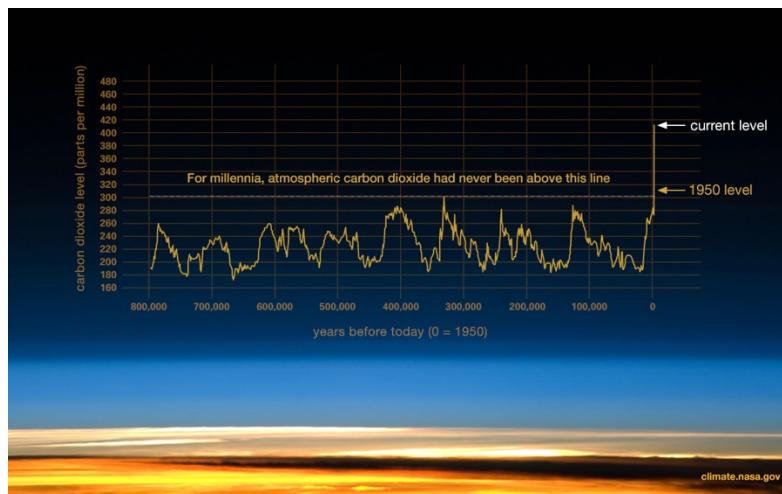 carbon dioxide level (parts per million)
480
460
440
420
400
380
360
340
320
300
280
260
240
220
200
180
160
current level
For millennia, atmospheric carbon dioxide had never been above this line
1950 level
800,000 700,000 600,000 500,000 400,000 300,000 200,000 100,000 0
years before today (0 = 1950)
climate.nasa.gov